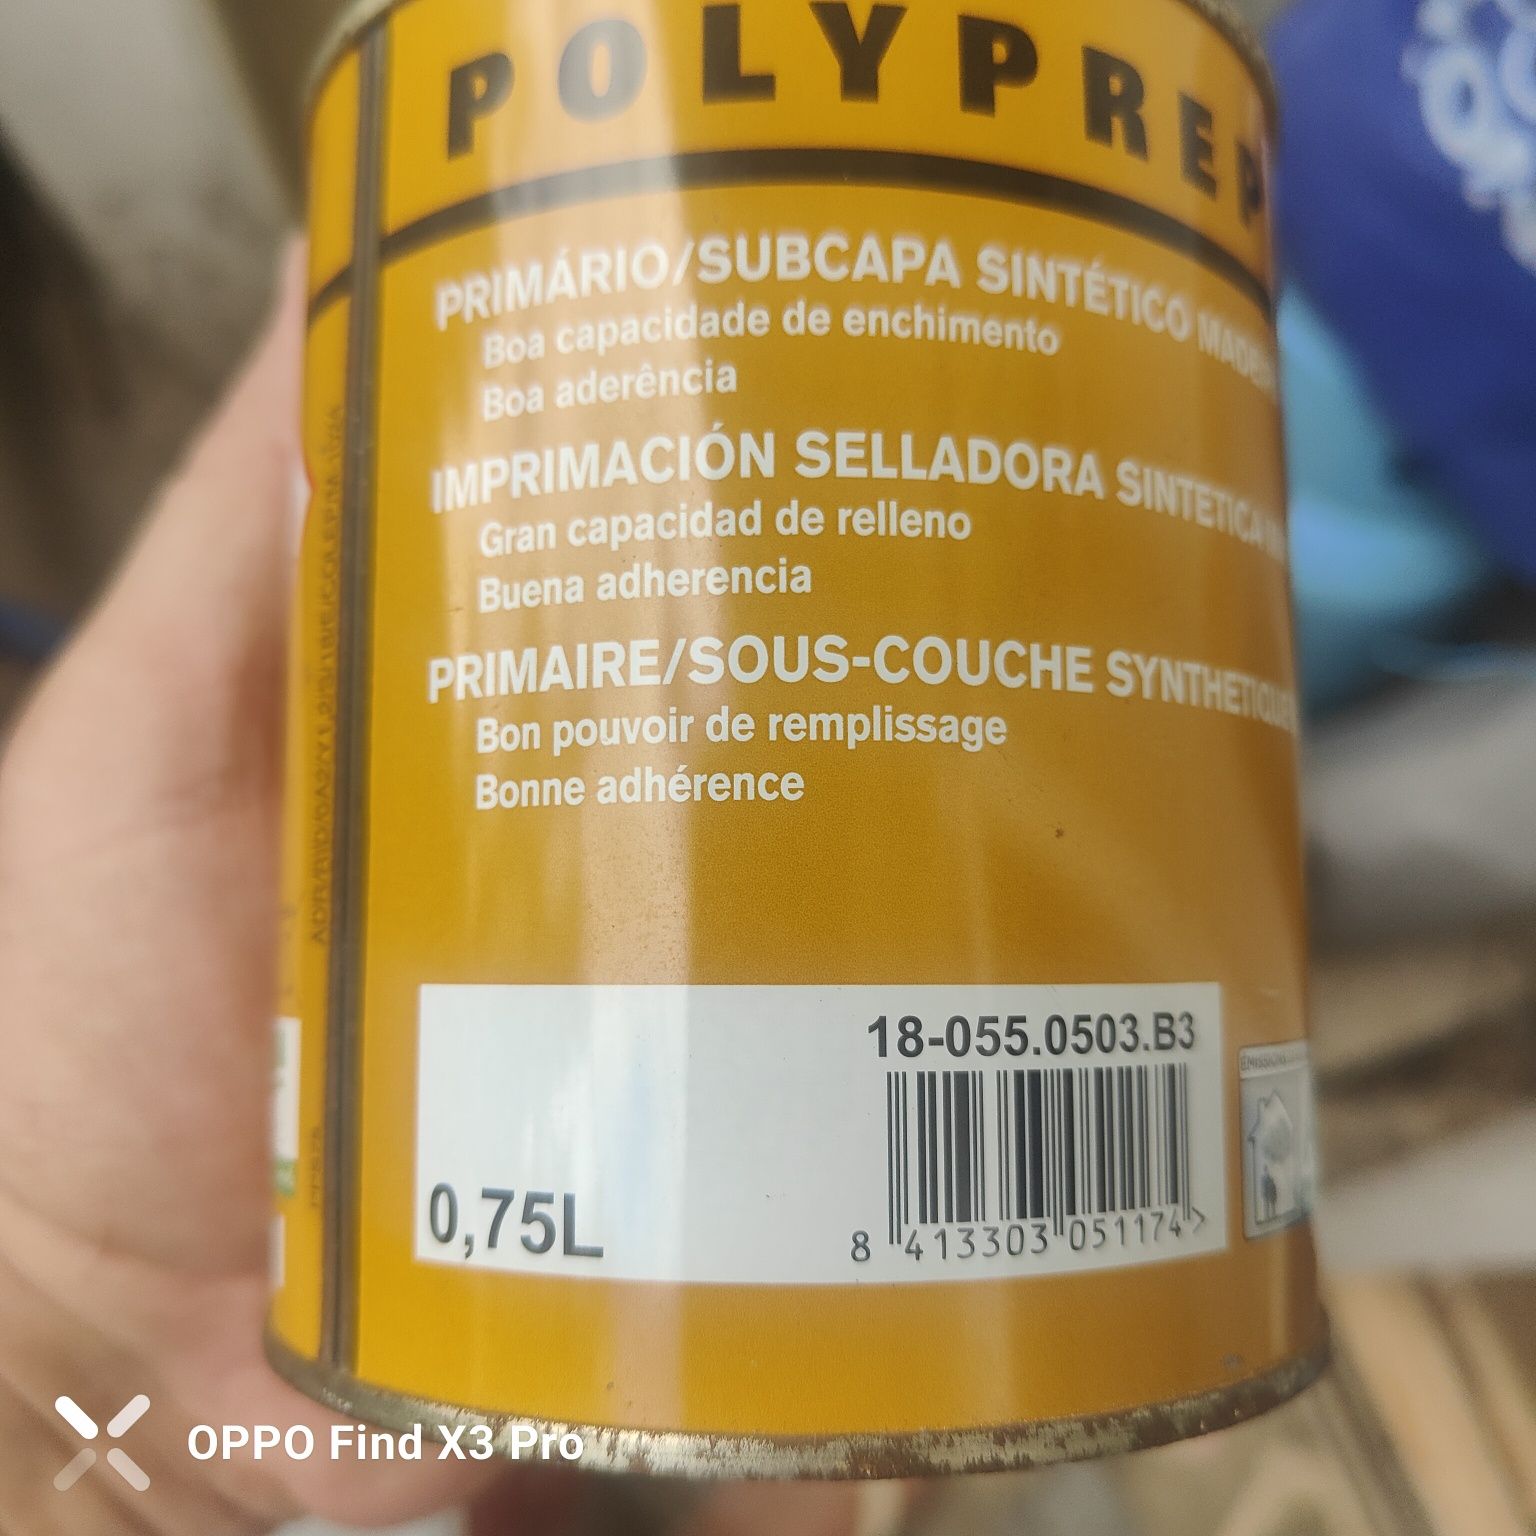 POLYPREP
PRIMÁRIO/SUBCAPA SINTÉTICO
Boa capacidade de enchimento
Boa aderência
IMPRIMACIÓN SELLADORA SINTETICA
Gran capacidad de relleno
Buena adherencia
PRIMAIRE/SOUS-COUCHE SYNTHETIQUE
Bon pouvoir de remplissage
Bonne adhérence
18-055.0503.B3
0,75L
8 413303 051174 >
OPPO Find X3 Pro